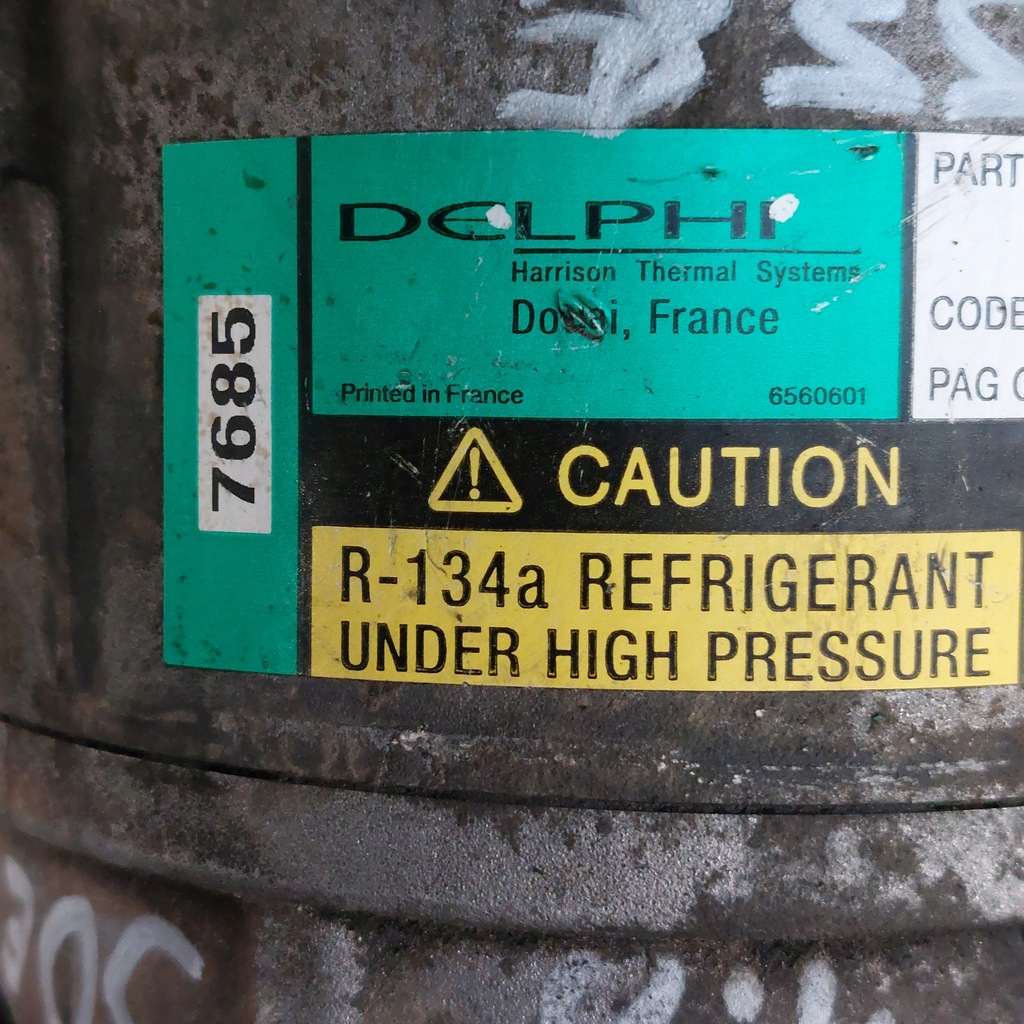 7685
DELPHI
Harrison Thermal Systems
Douai, France
Printed in France 6560601
PART
CODE
PAG
CAUTION
R-134a REFRIGERANT
UNDER HIGH PRESSURE